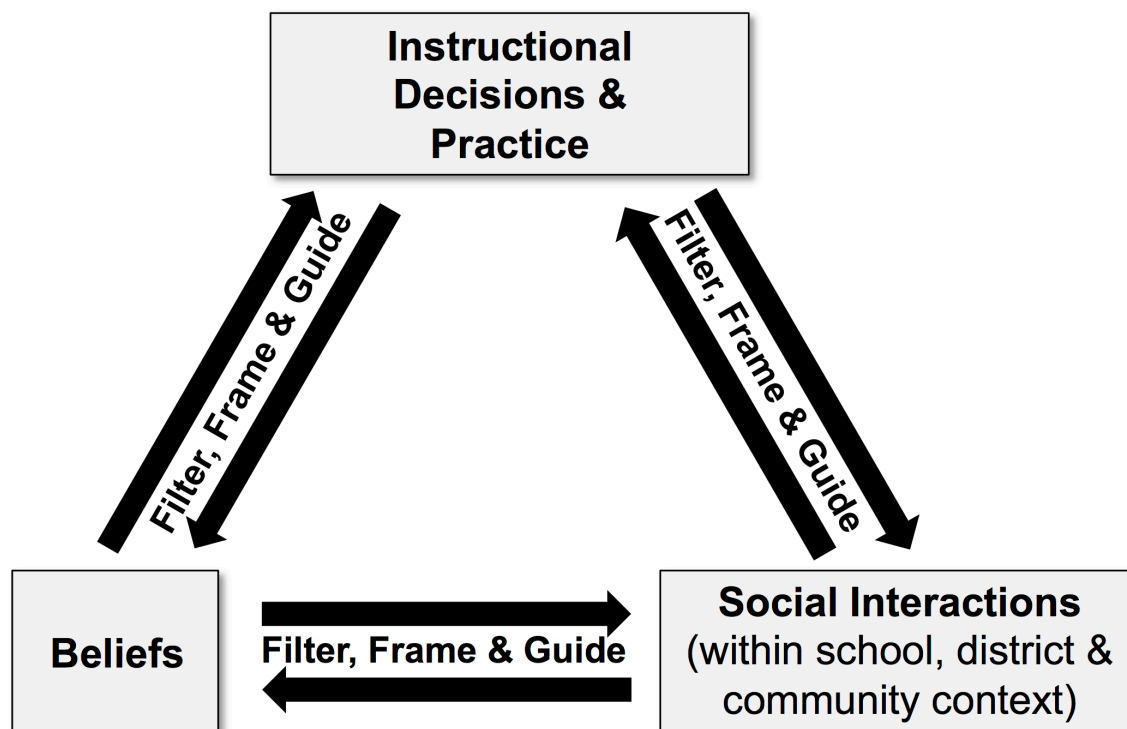 Instructional
Decisions &
Practice
Filter, Frame & Guide
Filter, Frame & Guide
Beliefs
Filter, Frame & Guide
Social Interactions
(within school, district &
community context)